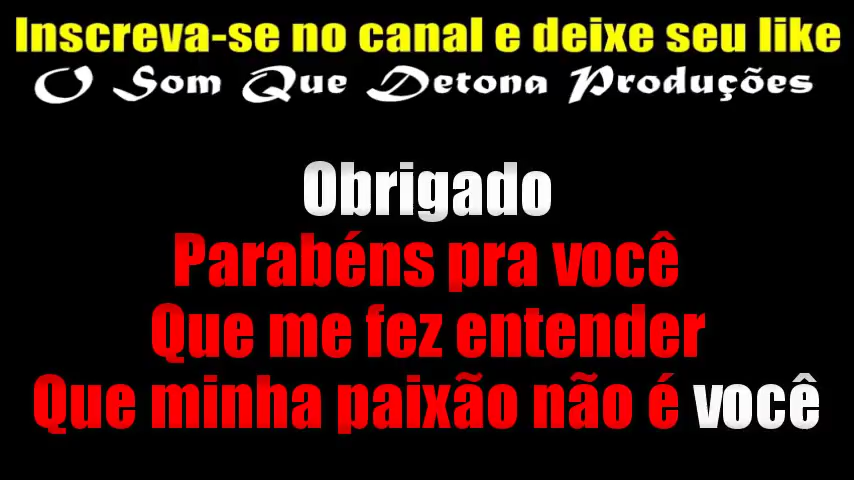 Inscreva-se no canal e deixe seu like
O Som Que Detona Produções
Obrigado
Parabéns pra você
Que me fez entender
Que minha paixão não é você